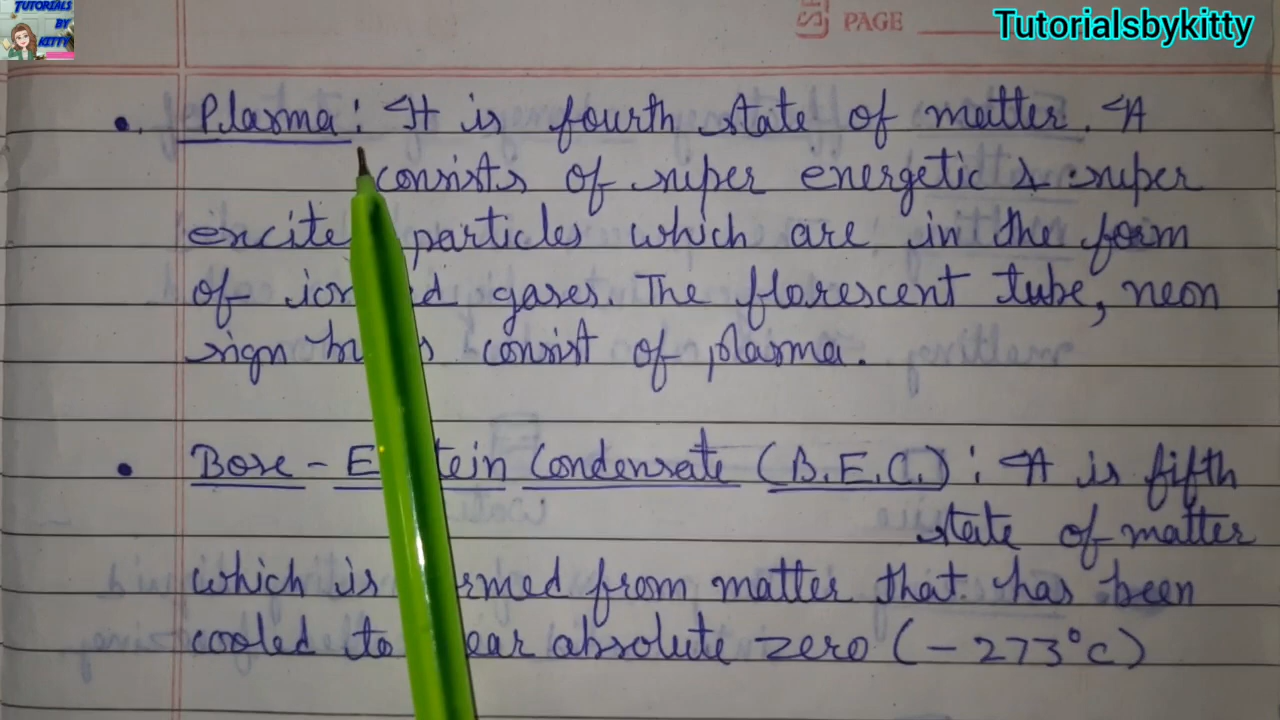 TUTORIALS
BY
KITTY
PAGE
Tutorialsbykitty
Plasma : It is fourth state of matter. It
consists of super energetic & super
excite particles which are in the form
of ion d gases. The florescent tube, neon
sign consist of plasma.
Bose - E tein Condensate (B.E.C.) : It is fifth
state of matter
which is rmed from matter that has been
cooled to ear absolute zero (-273°C)